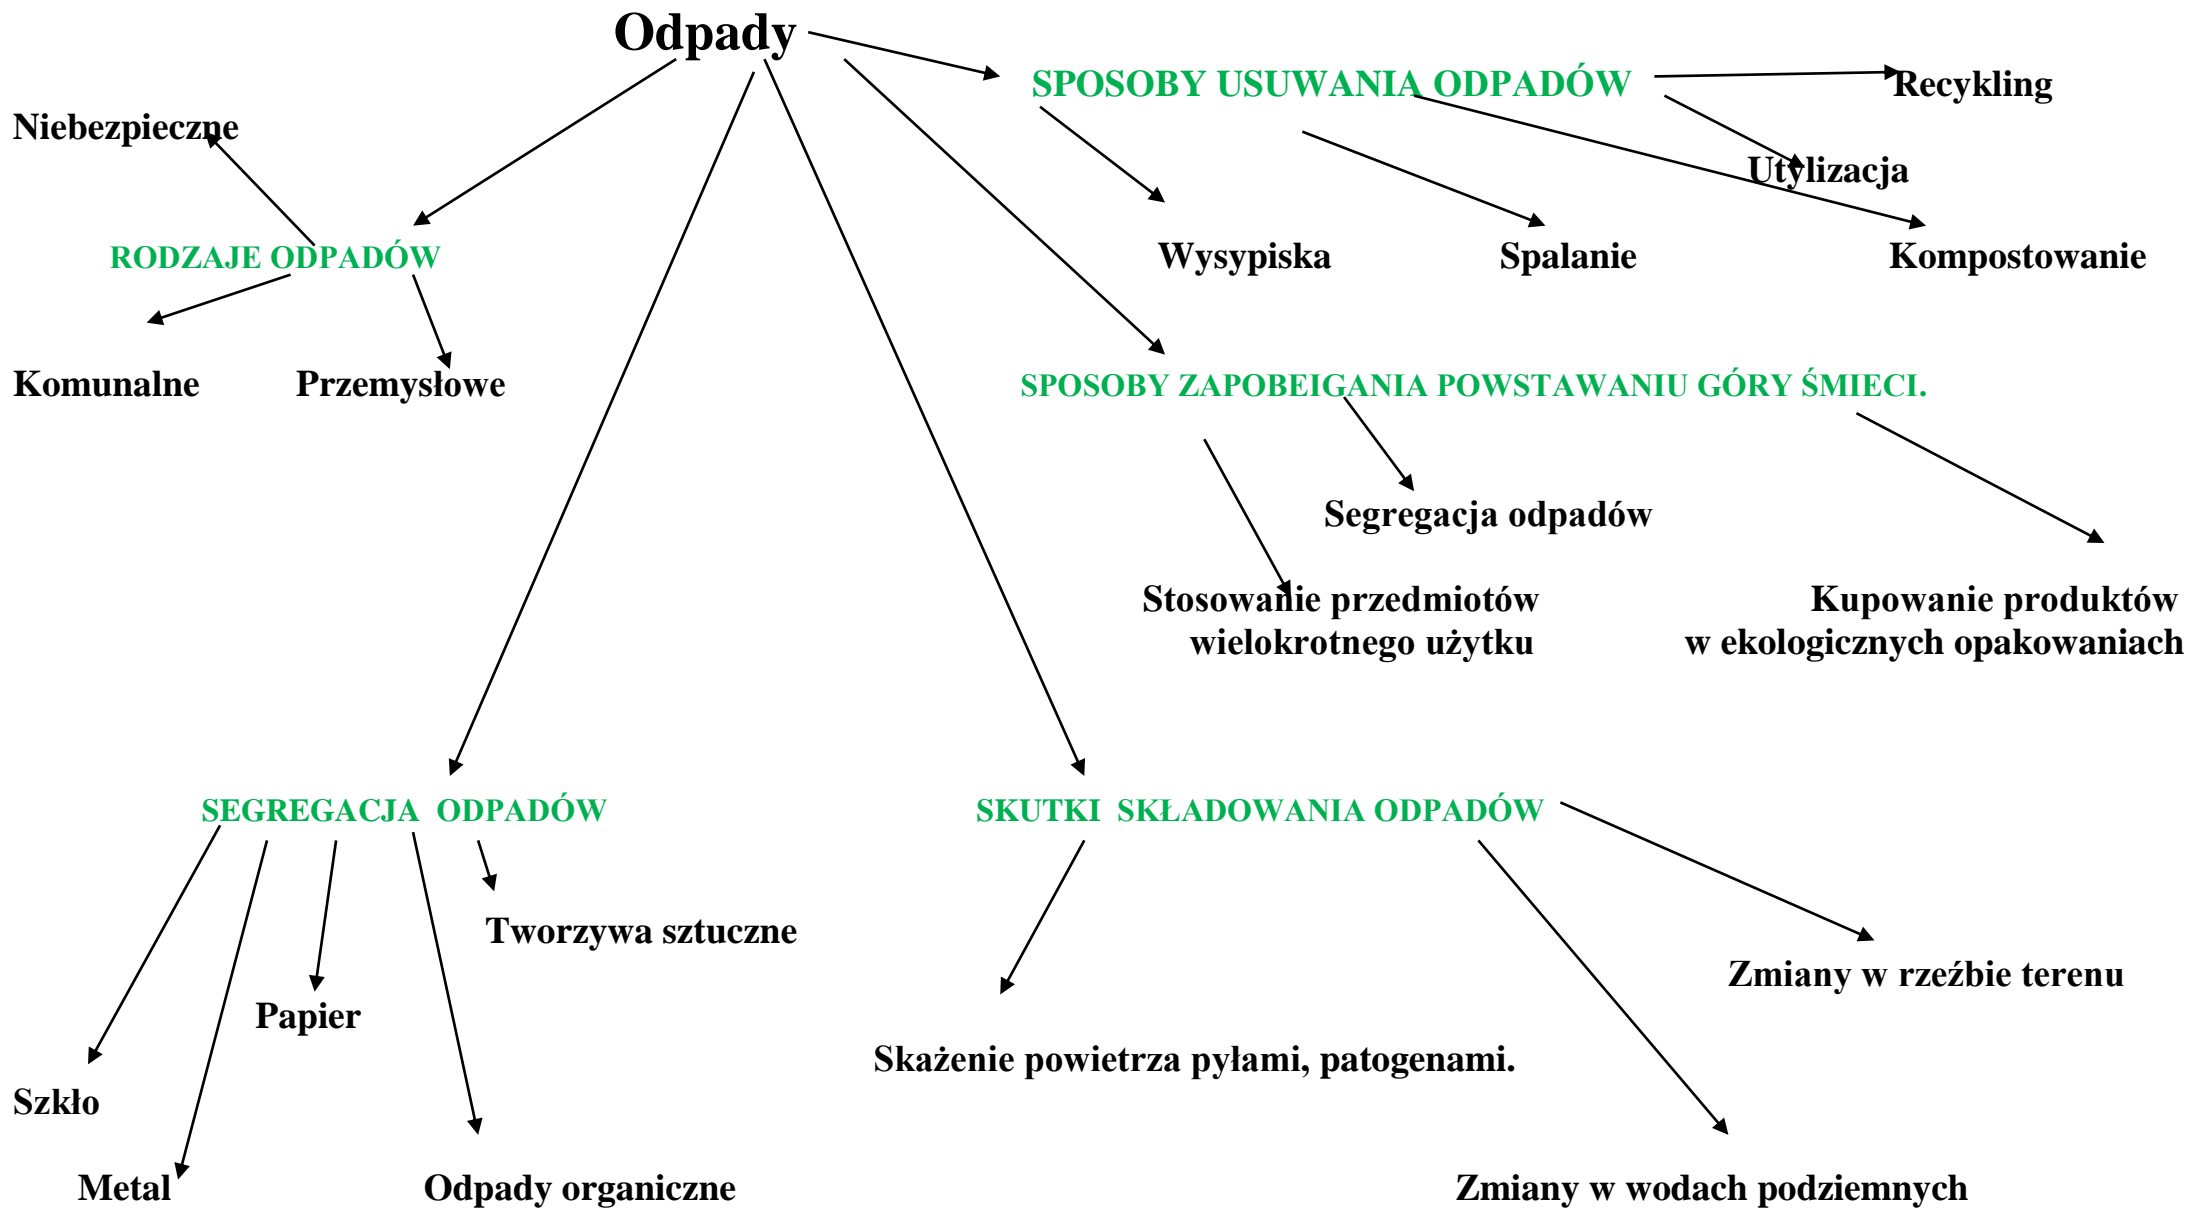 Odpady
SPOSOBY USUWANIA ODPADÓW
Recykling
Niebezpieczne
Utylizacja
RODZAJE ODPADÓW
Wysypiska
Spalanie
Kompostowanie
Komunalne
Przemysłowe
SPOSOBY ZAPOBEIGANIA POWSTAWANIU GÓRY ŚMIECI.
Segregacja odpadów
Stosowanie przedmiotów
wielokrotnego użytku
Kupowanie produktów
w ekologicznych opakowaniach
SEGREGACJA ODPADÓW
SKUTKI SKŁADOWANIA ODPADÓW
Tworzywa sztuczne
Zmiany w rzeźbie terenu
Papier
Skażenie powietrza pyłami, patogenami.
Szkło
Metal
Odpady organiczne
Zmiany w wodach podziemnych